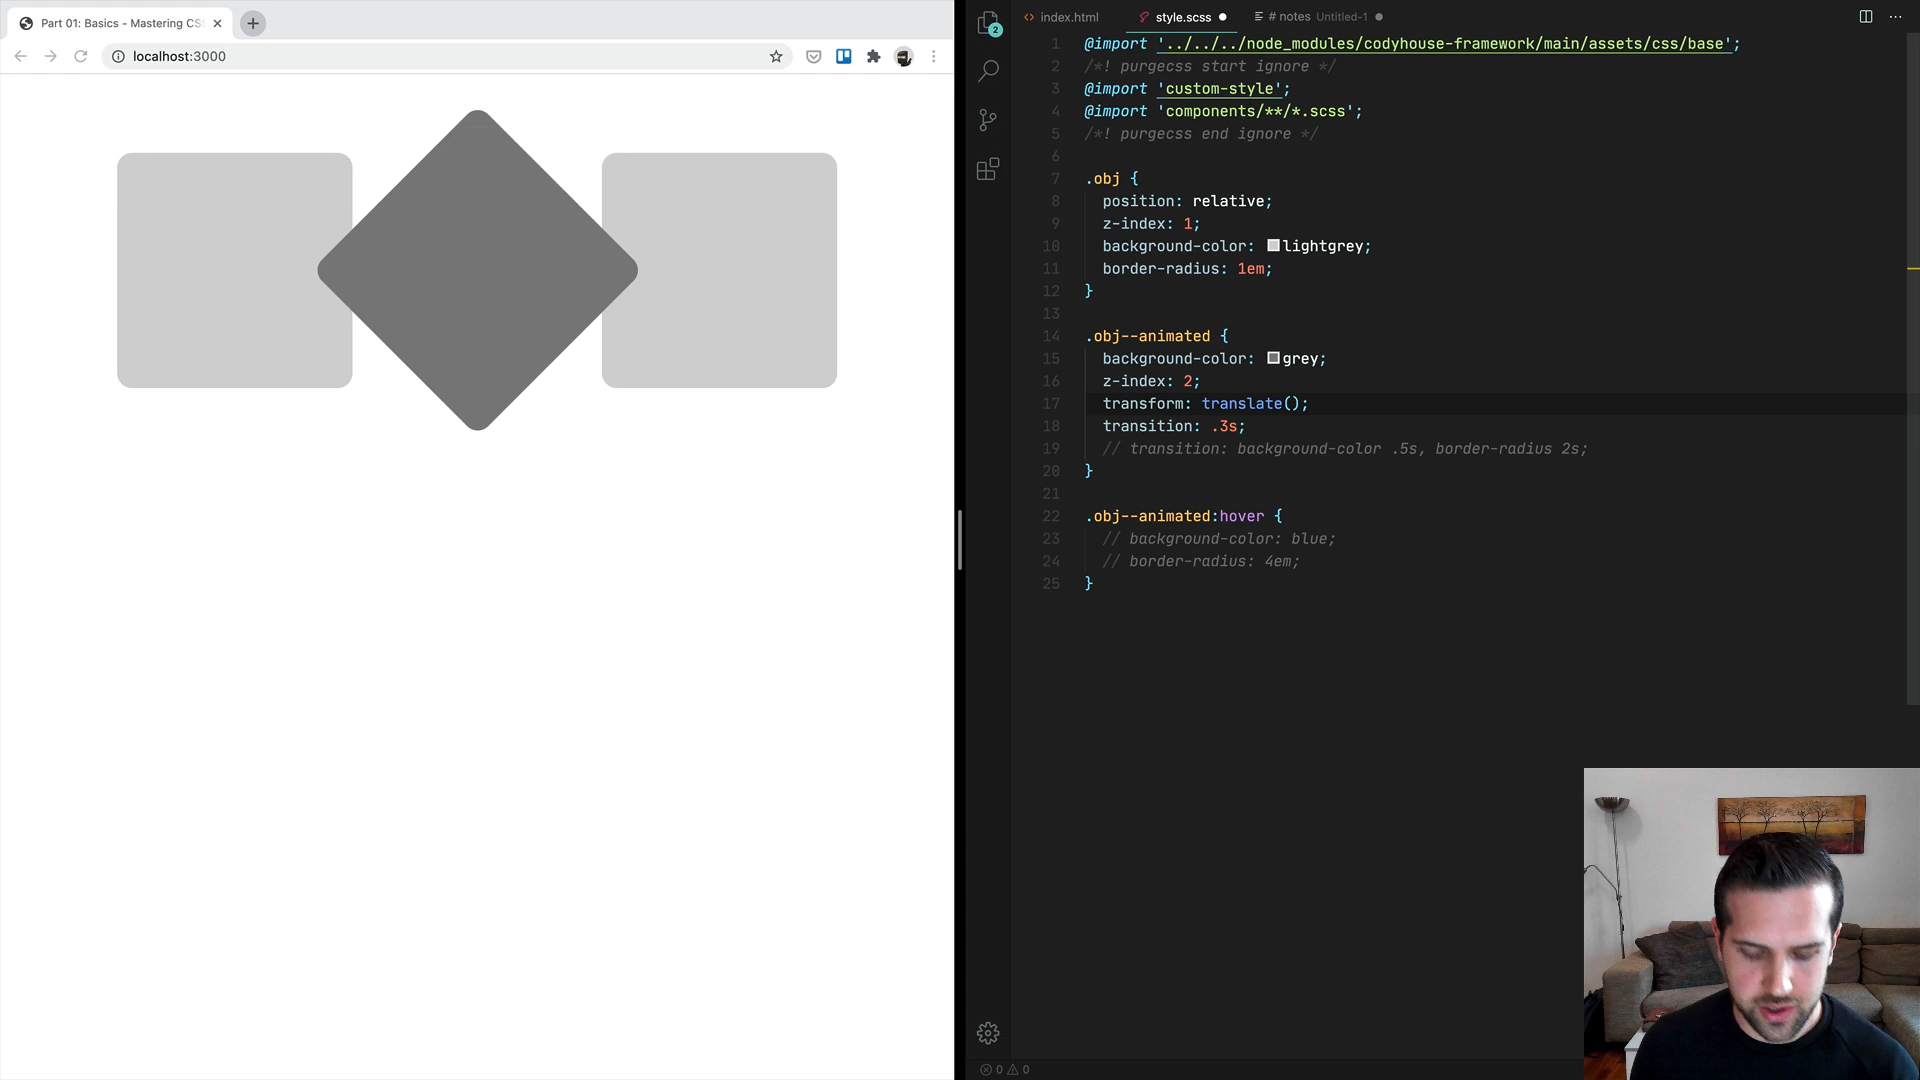 Part 01: Basics - Mastering CS
localhost:3000
index.html
style.scss
# notes Untitled-1
2
1 @import '../../../node_modules/codyhouse-framework/main/assets/css/base';
2 /*! purgecss start ignore */
3 @import 'custom-style';
4 @import 'components/**/*.scss';
5 /*! purgecss end ignore */
6
7 .obj {
8 position: relative;
9 z-index: 1;
10 background-color: lightgrey;
11 border-radius: 1em;
12 }
13
14 .obj--animated {
15 background-color: grey;
16 z-index: 2;
17 transform: translate();
18 transition: .3s;
19 // transition: background-color .5s, border-radius 2s;
20 }
21
22 .obj--animated:hover {
23 // background-color: blue;
24 // border-radius: 4em;
25 }
0 0